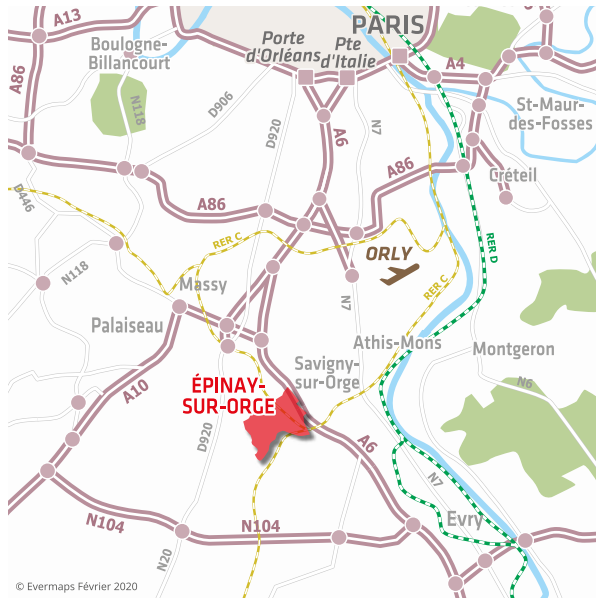 A13
PARIS
Porte
d'Orléans
Pte
d'Italie
Boulogne-
Billancourt
A4
A86
N118
D906
D920
A6
N7
St-Maur-
des-Fosses
A86
Créteil
D446
A86
RER C
ORLY
RER D
N118
Massy
N7
RER C
Palaiseau
Athis-Mons
Montgeron
Savigny-
sur-Orge
ÉPINAY-
SUR-ORGE
A10
N6
D920
A6
N7
N104
N104
Evry
N20
© Evermaps Février 2020